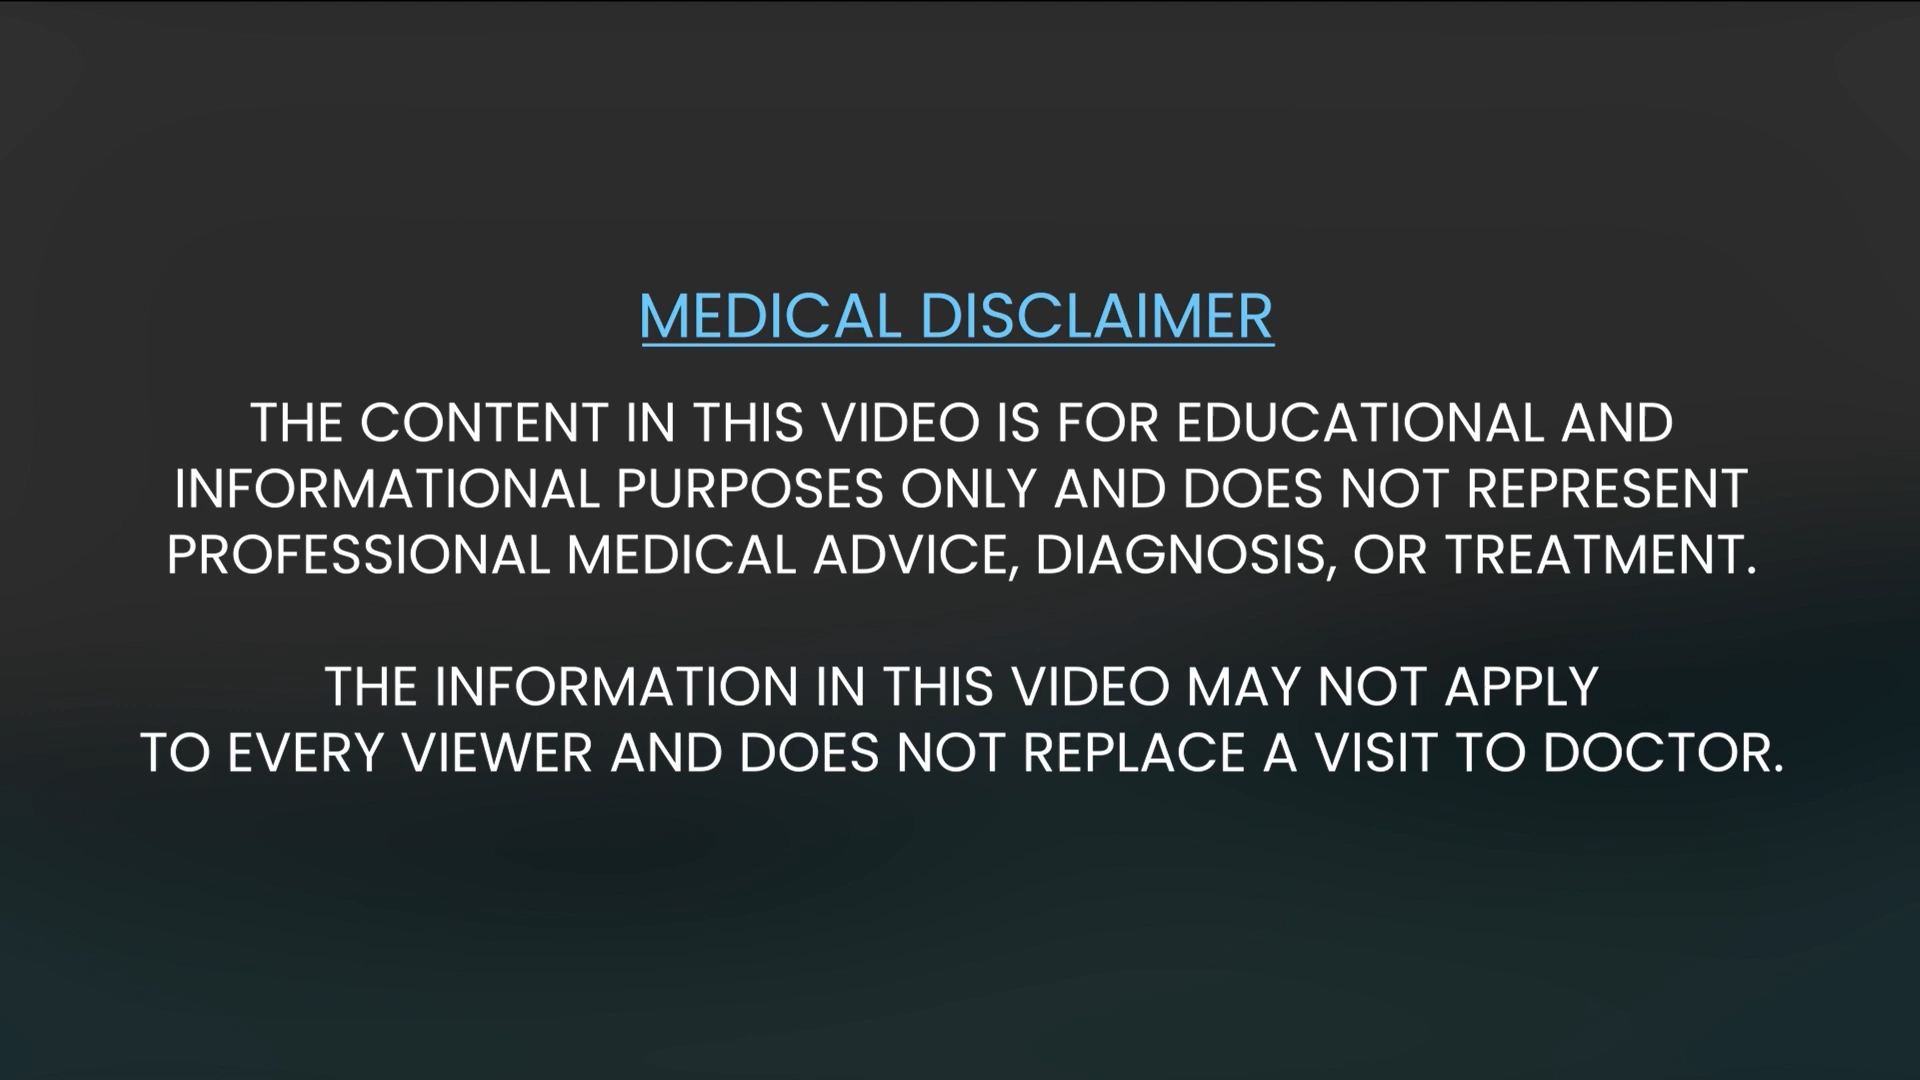 MEDICAL DISCLAIMER
THE CONTENT IN THIS VIDEO IS FOR EDUCATIONAL AND
INFORMATIONAL PURPOSES ONLY AND DOES NOT REPRESENT
PROFESSIONAL MEDICAL ADVICE, DIAGNOSIS, OR TREATMENT.
THE INFORMATION IN THIS VIDEO MAY NOT APPLY
TO EVERY VIEWER AND DOES NOT REPLACE A VISIT TO DOCTOR.